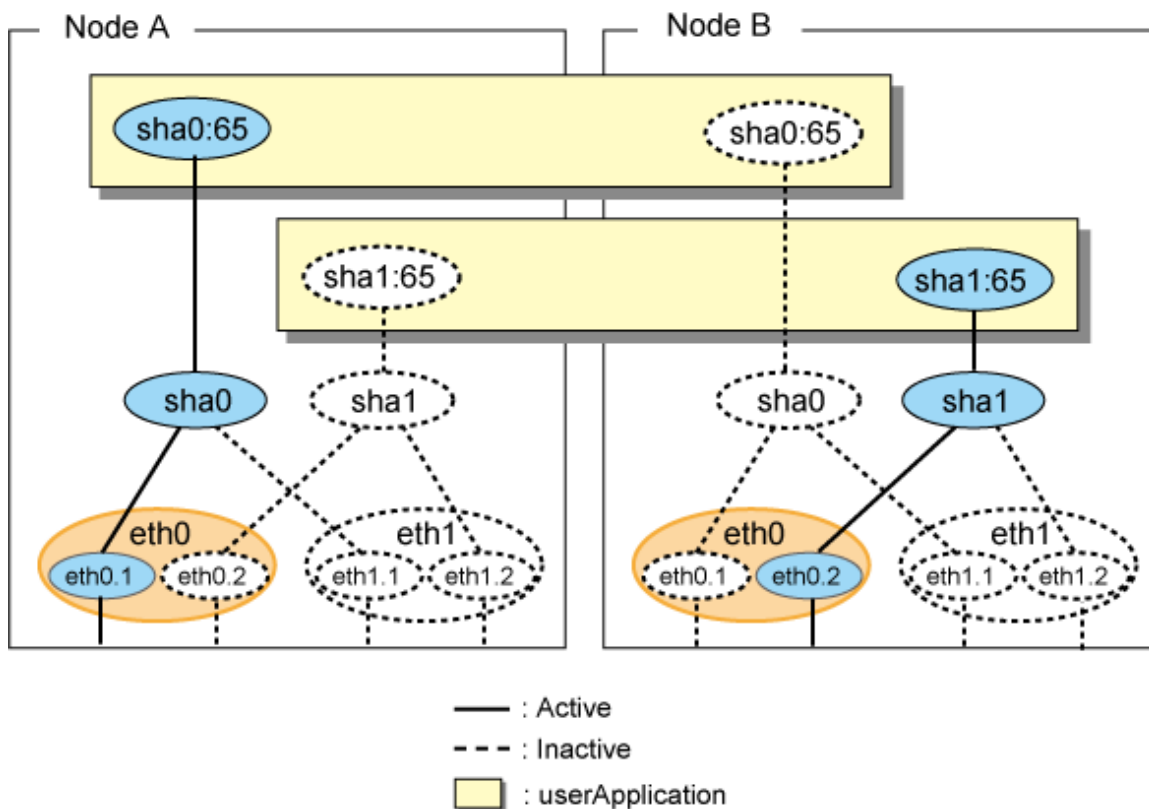 Node A
Node B
sha0:65
sha0:65
sha1:65
sha1:65
sha0
sha1
sha0
sha1
eth0
eth1
eth0
eth1
eth0.1
eth0.2
eth1.1
eth1.2
eth0.1
eth0.2
eth1.1
eth1.2
: Active
: Inactive
: userApplication